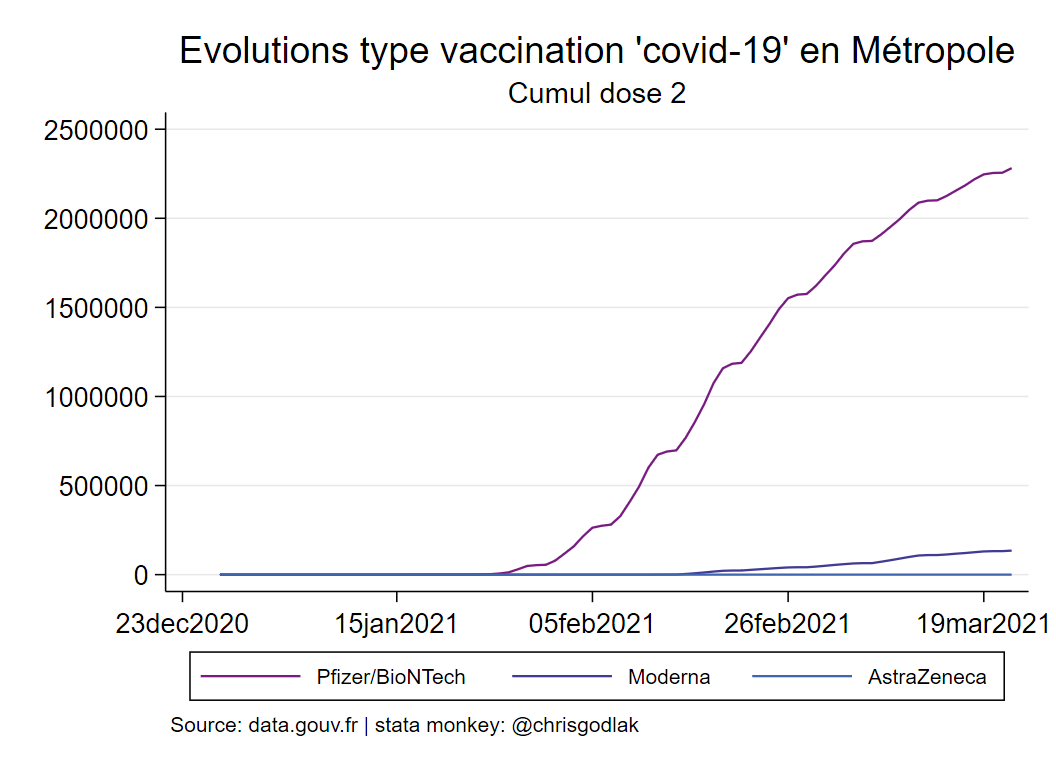 Evolutions type vaccination 'covid-19' en Métropole
Cumul dose 2
2500000
2000000
1500000
1000000
500000
0
23dec2020 15jan2021 05feb2021 26feb2021 19mar2021
Pfizer/BioNTech Moderna AstraZeneca
Source: data.gouv.fr | stata monkey: @chrisgodlak